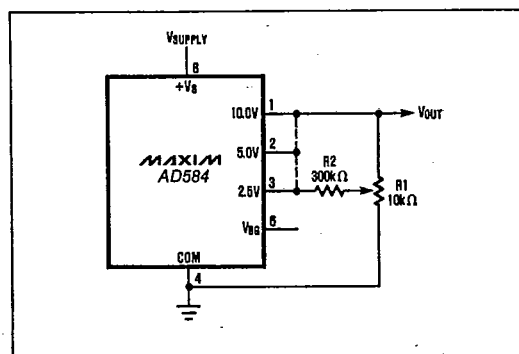 VSUPPLY
8
+VS
10.0V
1
VOUT
5.0V
2
MAXIM
AD584
R2
300kΩ
2.5V
3
R1
10kΩ
VBG
6
COM
4